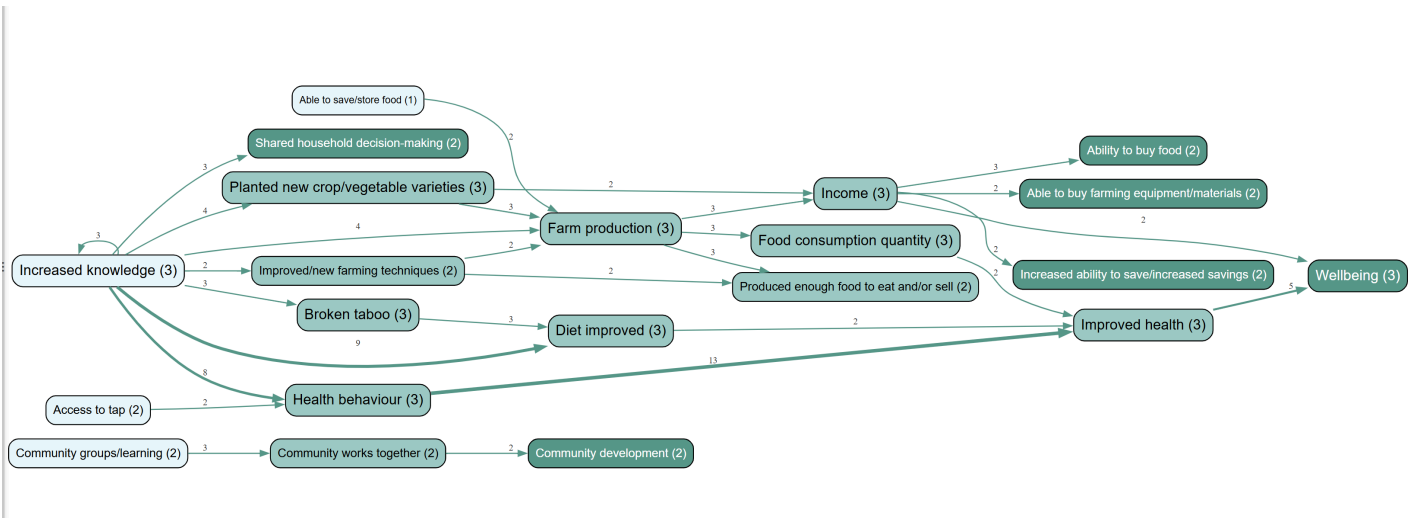 Able to save/store food (1)
2
Shared household decision-making (2)
3
Planted new crop/vegetable varieties (3)
4
2
3
Ability to buy food (2)
3
Income (3)
Able to buy farming equipment/materials (2)
2
2
3
Farm production (3)
4
3
Food consumption quantity (3)
3
Increased knowledge (3)
2
Improved/new farming techniques (2)
2
2
3
Produced enough food to eat and/or sell (2)
2
Increased ability to save/increased savings (2)
2
Wellbeing (3)
5
3
Broken taboo (3)
3
Diet improved (3)
2
Improved health (3)
9
8
13
Health behaviour (3)
Access to tap (2)
2
Community groups/learning (2)
3
Community works together (2)
2
Community development (2)